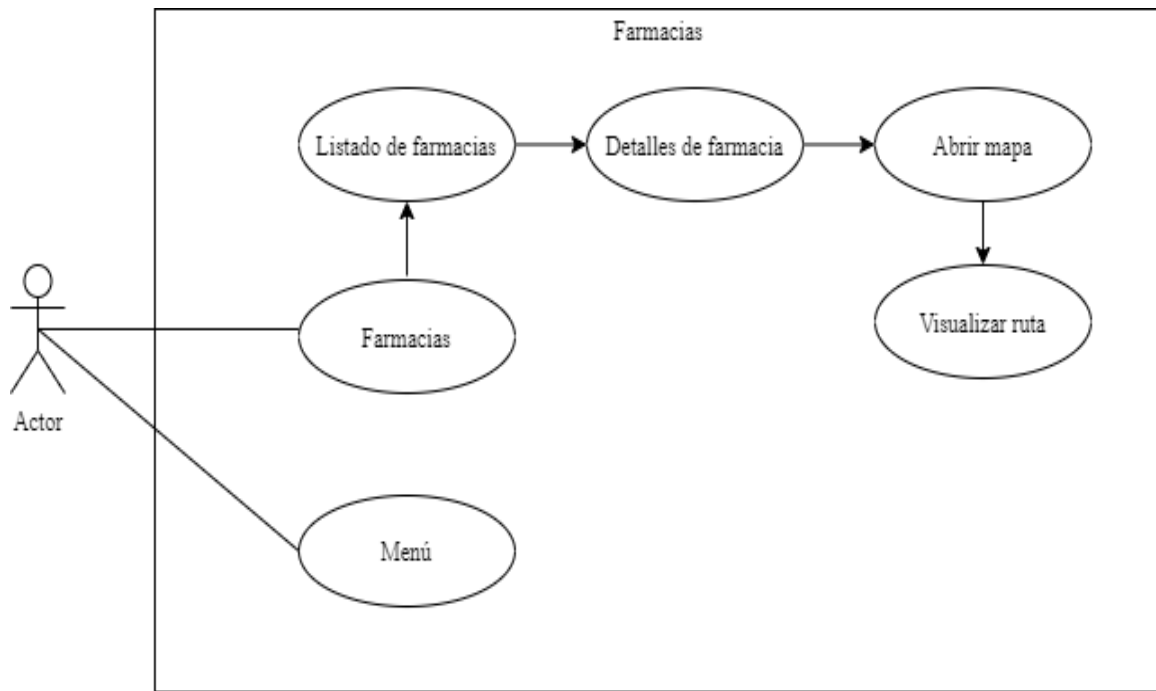 Farmacias
Listado de farmacias
Detalles de farmacia
Abrir mapa
Farmacias
Visualizar ruta
Actor
Menú